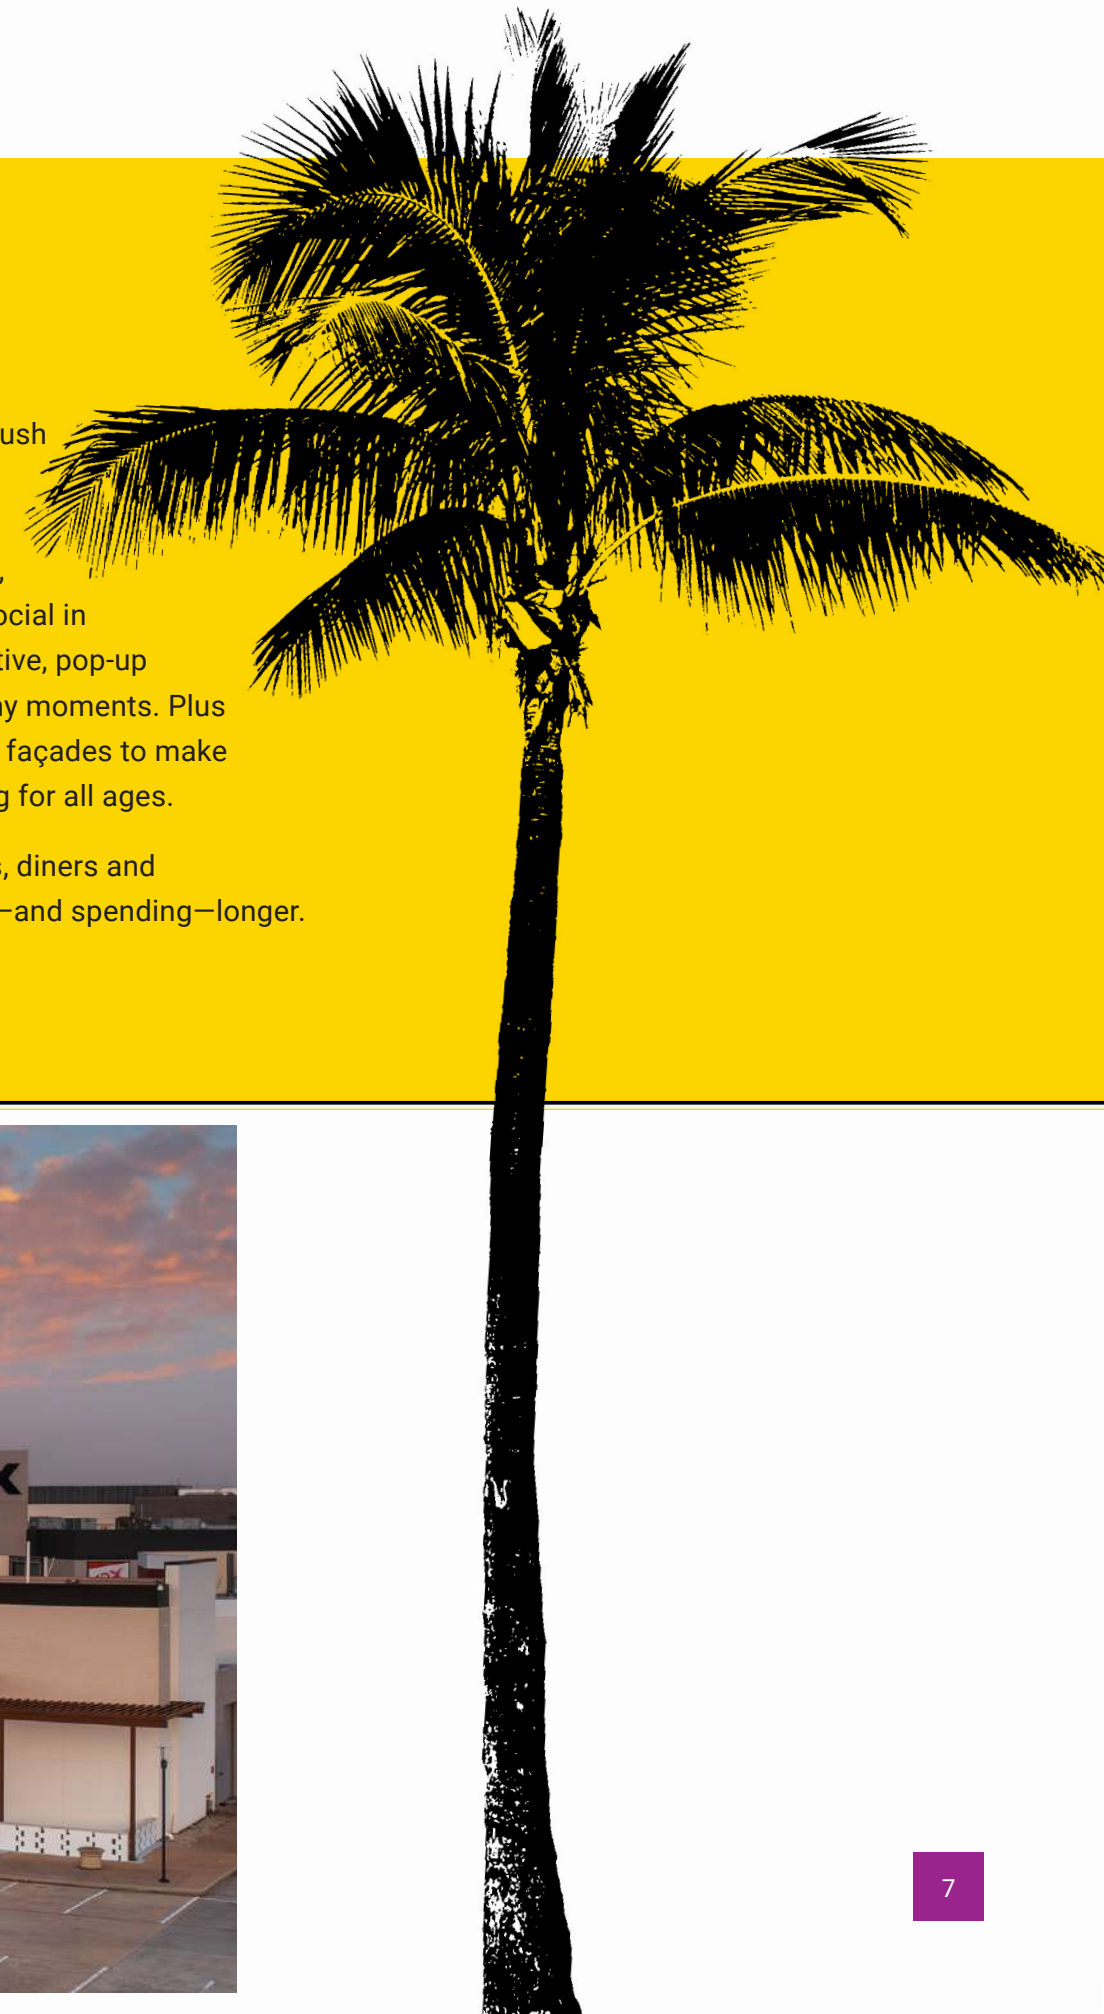 ush
,
ocial in
tive, pop-up
ny moments. Plus
façades to make
g for all ages.
s, diners and
—and spending—longer.
7